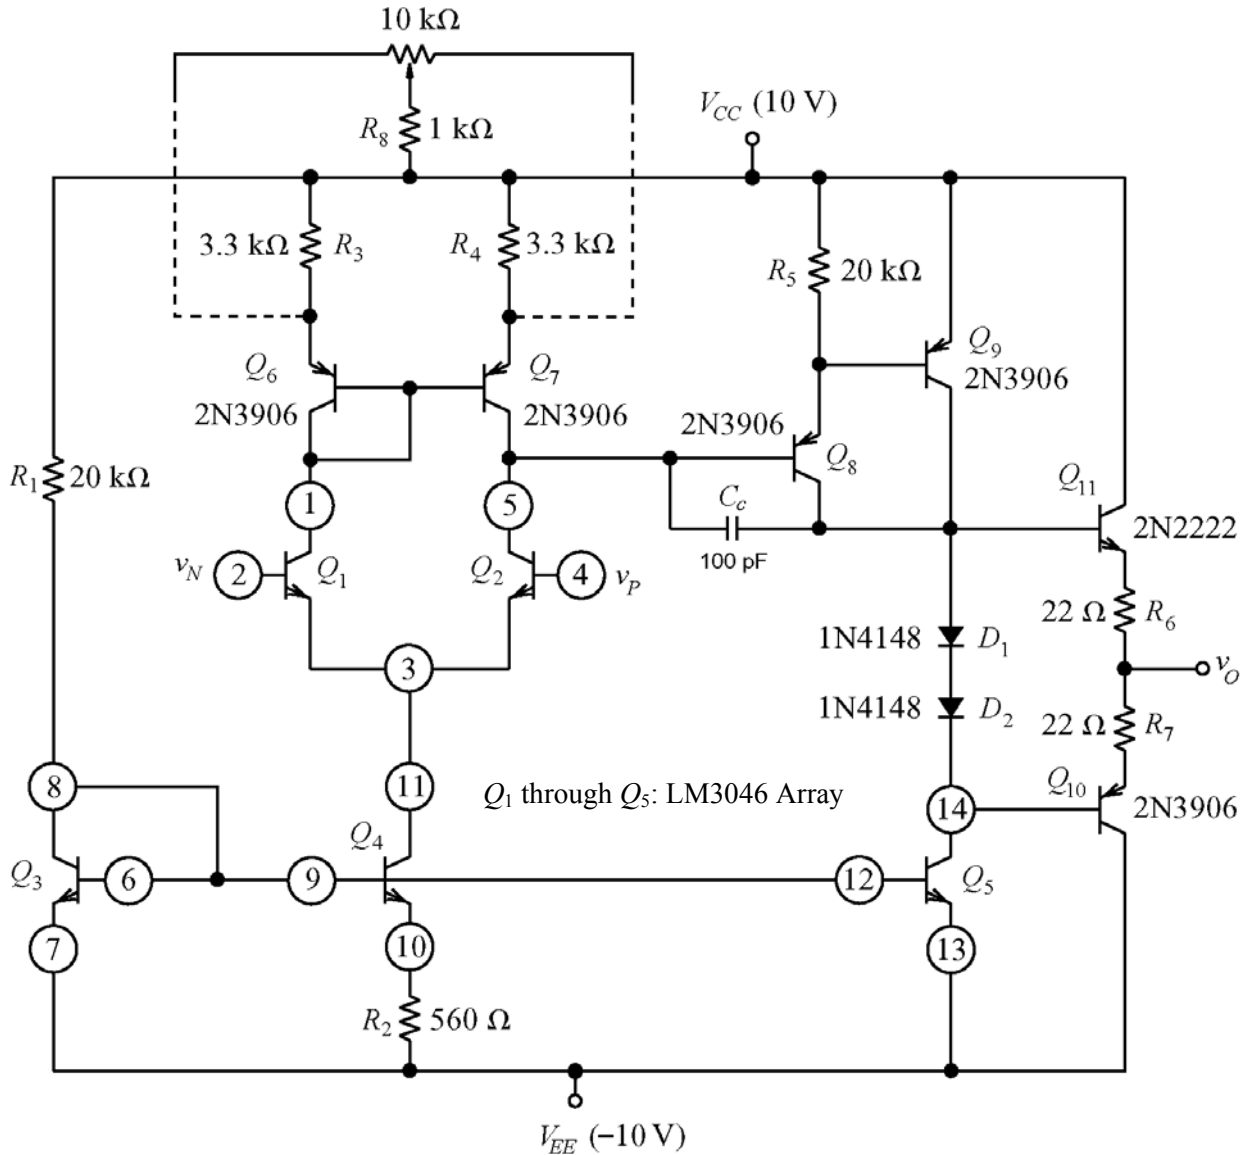 10 kΩ
R8 1 kΩ
VCC (10 V)
3.3 kΩ R3
R4 3.3 kΩ
R5 20 kΩ
Q6
2N3906
Q7
2N3906
Q9
2N3906
2N3906
Q8
R1 20 kΩ
1
5
Cc
100 pF
Q11
2N2222
vN 2 Q1
Q2 4 vP
22 Ω R6
1N4148 D1
3
vO
1N4148 D2
22 Ω R7
8
11
Q1 through Q5: LM3046 Array
14
Q10
2N3906
Q3 6
9
Q4
12
Q5
7
10
13
R2 560 Ω
VEE (−10 V)